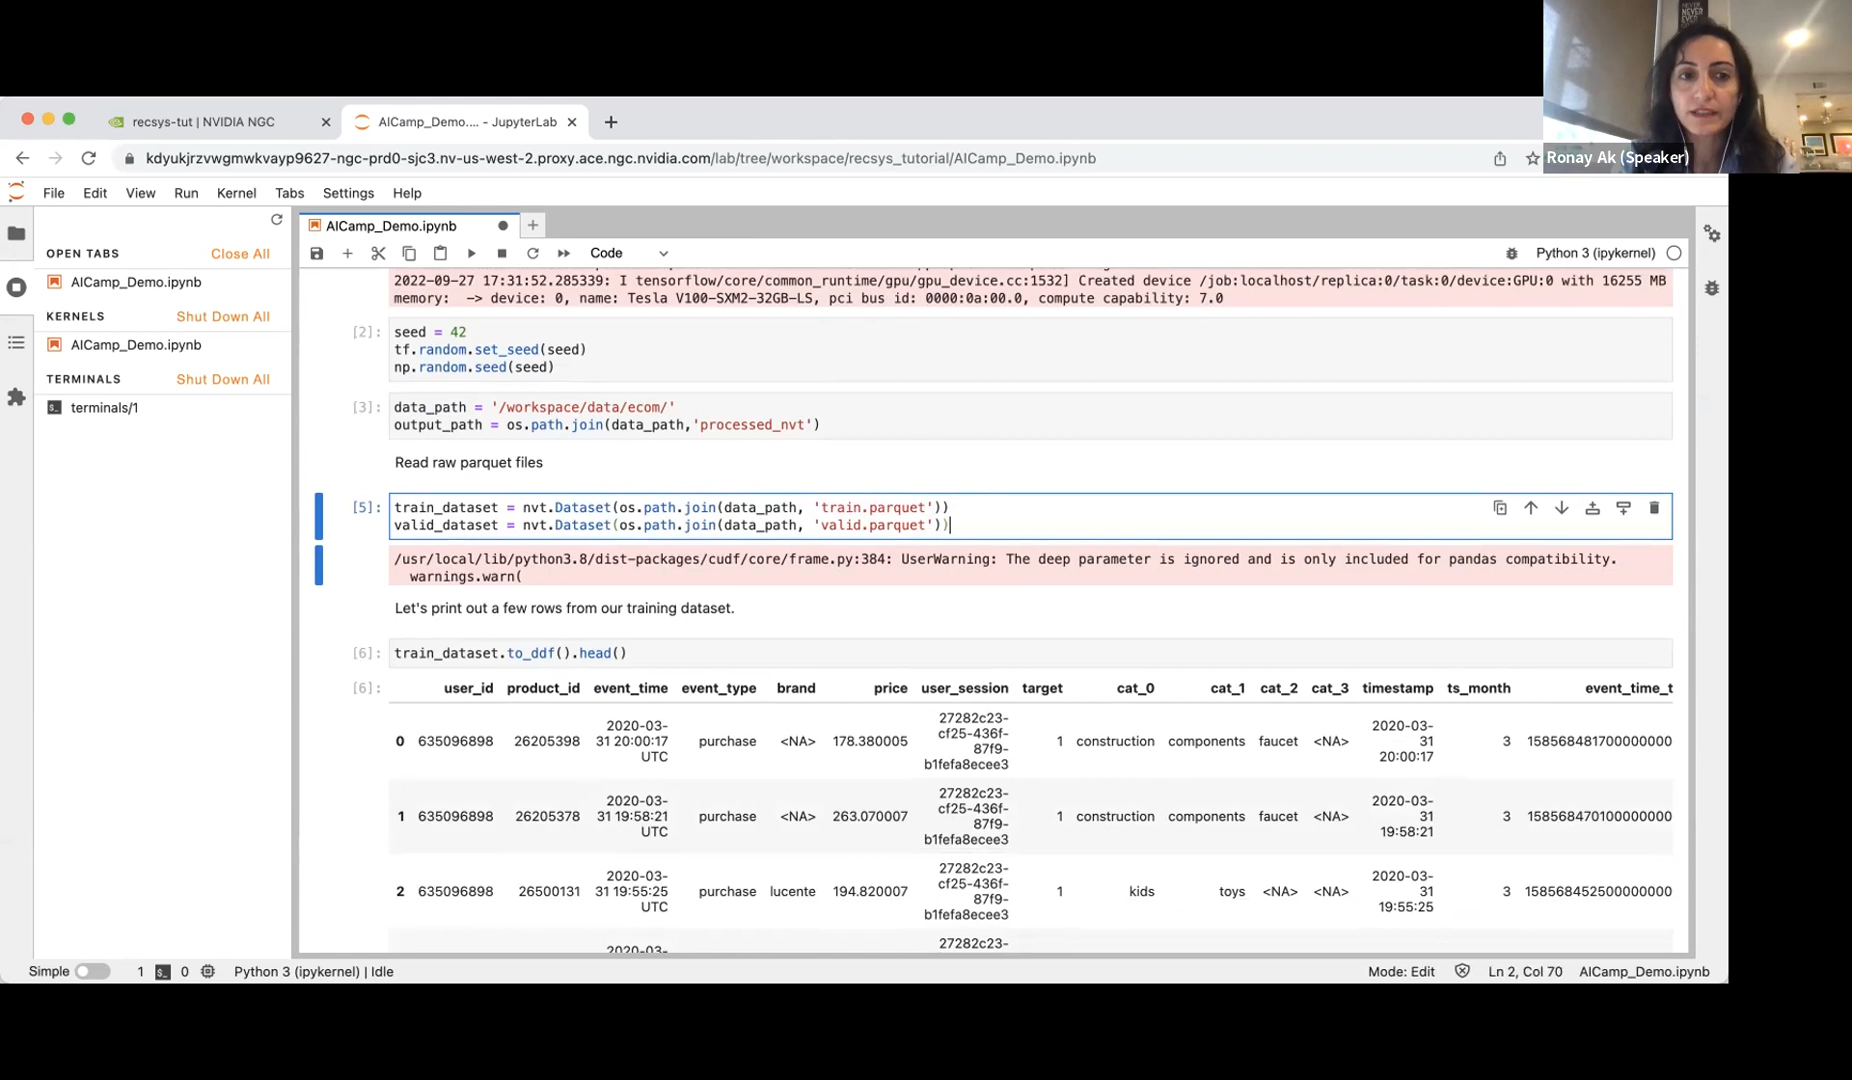 NEVER
NEVER
Ronay Ak (Speaker)
recsys-tut | NVIDIA NGC
AICamp_Demo.... - JupyterLab
kdyukjrzvwgmwkvayp9627-ngc-prd0-sjc3.nv-us-west-2.proxy.ace.ngc.nvidia.com/lab/tree/workspace/recsys_tutorial/AICamp_Demo.ipynb
File Edit View Run Kernel Tabs Settings Help
OPEN TABS Close All
AICamp_Demo.ipynb
KERNELS Shut Down All
AICamp_Demo.ipynb
TERMINALS Shut Down All
terminals/1
AICamp_Demo.ipynb
Code
Python 3 (ipykernel)
2022-09-27 17:31:52.285339: I tensorflow/core/common_runtime/gpu/gpu_device.cc:1532] Created device /job:localhost/replica:0/task:0/device:GPU:0 with 16255 MB
memory:  -> device: 0, name: Tesla V100-SXM2-32GB-LS, pci bus id: 0000:0a:00.0, compute capability: 7.0
[2]: seed = 42
tf.random.set_seed(seed)
np.random.seed(seed)
[3]: data_path = '/workspace/data/ecom/'
output_path = os.path.join(data_path,'processed_nvt')
Read raw parquet files
[5]: train_dataset = nvt.Dataset(os.path.join(data_path, 'train.parquet'))
valid_dataset = nvt.Dataset(os.path.join(data_path, 'valid.parquet'))
/usr/local/lib/python3.8/dist-packages/cudf/core/frame.py:384: UserWarning: The deep parameter is ignored and is only included for pandas compatibility.
warnings.warn(
Let's print out a few rows from our training dataset.
[6]: train_dataset.to_ddf().head()
[6]: user_id product_id event_time event_type brand price user_session target cat_0 cat_1 cat_2 cat_3 timestamp ts_month event_time_t
0 635096898 26205398 2020-03-31 20:00:17 UTC purchase <NA> 178.380005 27282c23-cf25-436f-87f9-b1fefa8ecee3 1 construction components faucet <NA> 2020-03-31 20:00:17 3 158568481700000000
1 635096898 26205378 2020-03-31 19:58:21 UTC purchase <NA> 263.070007 27282c23-cf25-436f-87f9-b1fefa8ecee3 1 construction components faucet <NA> 2020-03-31 19:58:21 3 158568470100000000
2 635096898 26500131 2020-03-31 19:55:25 UTC purchase lucente 194.820007 27282c23-cf25-436f-87f9-b1fefa8ecee3 1 kids toys <NA> <NA> 2020-03-31 19:55:25 3 158568452500000000
2020-03- 27282c23-
Simple 1 0 Python 3 (ipykernel) | Idle
Mode: Edit Ln 2, Col 70 AICamp_Demo.ipynb